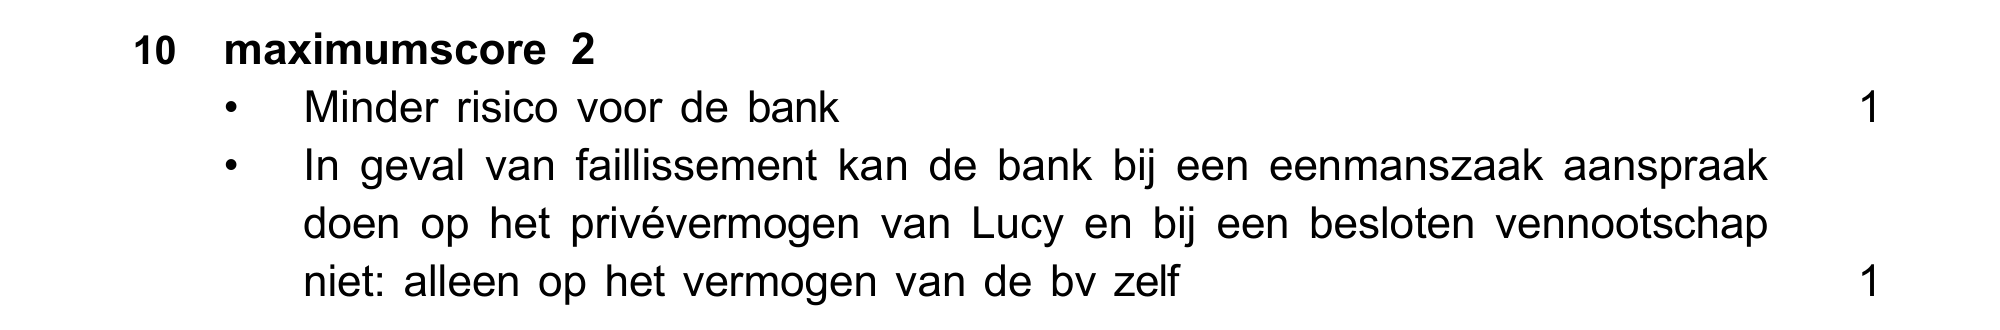 10 maximumscore 2
• Minder risico voor de bank 1
• In geval van faillissement kan de bank bij een eenmanszaak aanspraak
doen op het privévermogen van Lucy en bij een besloten vennootschap
niet: alleen op het vermogen van de bv zelf 1